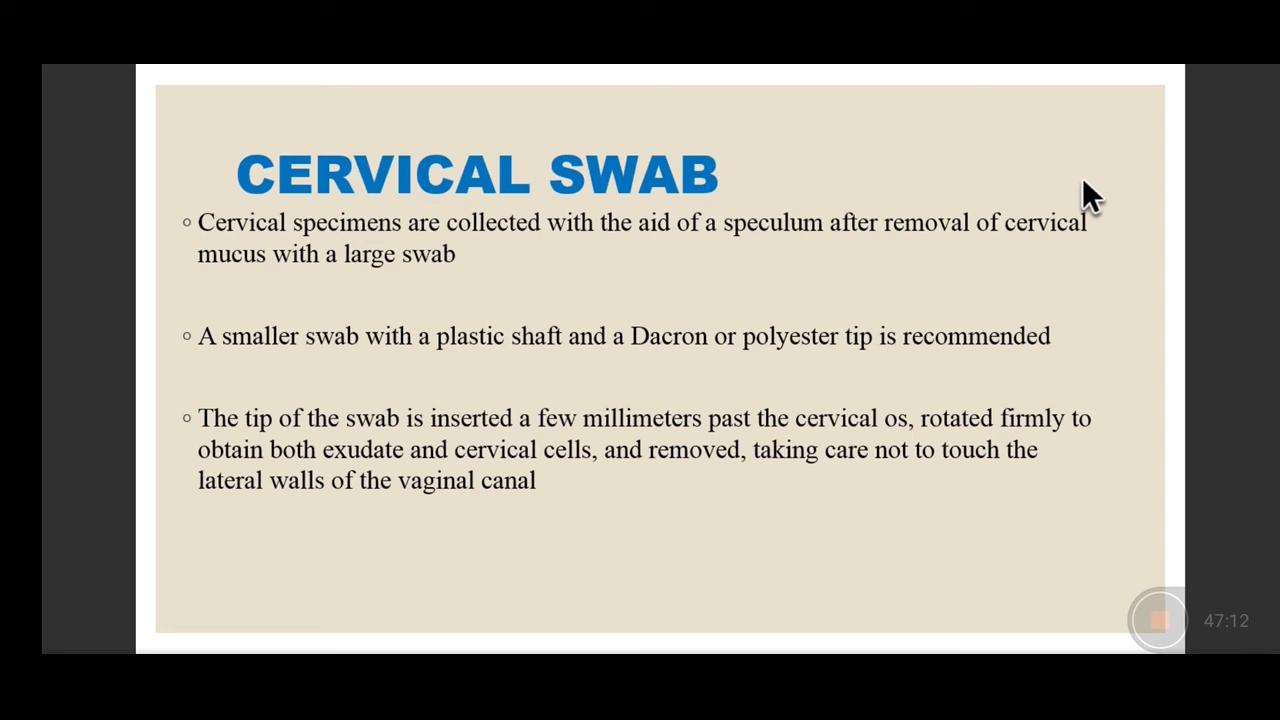 CERVICAL SWAB
◦ Cervical specimens are collected with the aid of a speculum after removal of cervical
mucus with a large swab
◦ A smaller swab with a plastic shaft and a Dacron or polyester tip is recommended
◦ The tip of the swab is inserted a few millimeters past the cervical os, rotated firmly to
obtain both exudate and cervical cells, and removed, taking care not to touch the
lateral walls of the vaginal canal
47:12